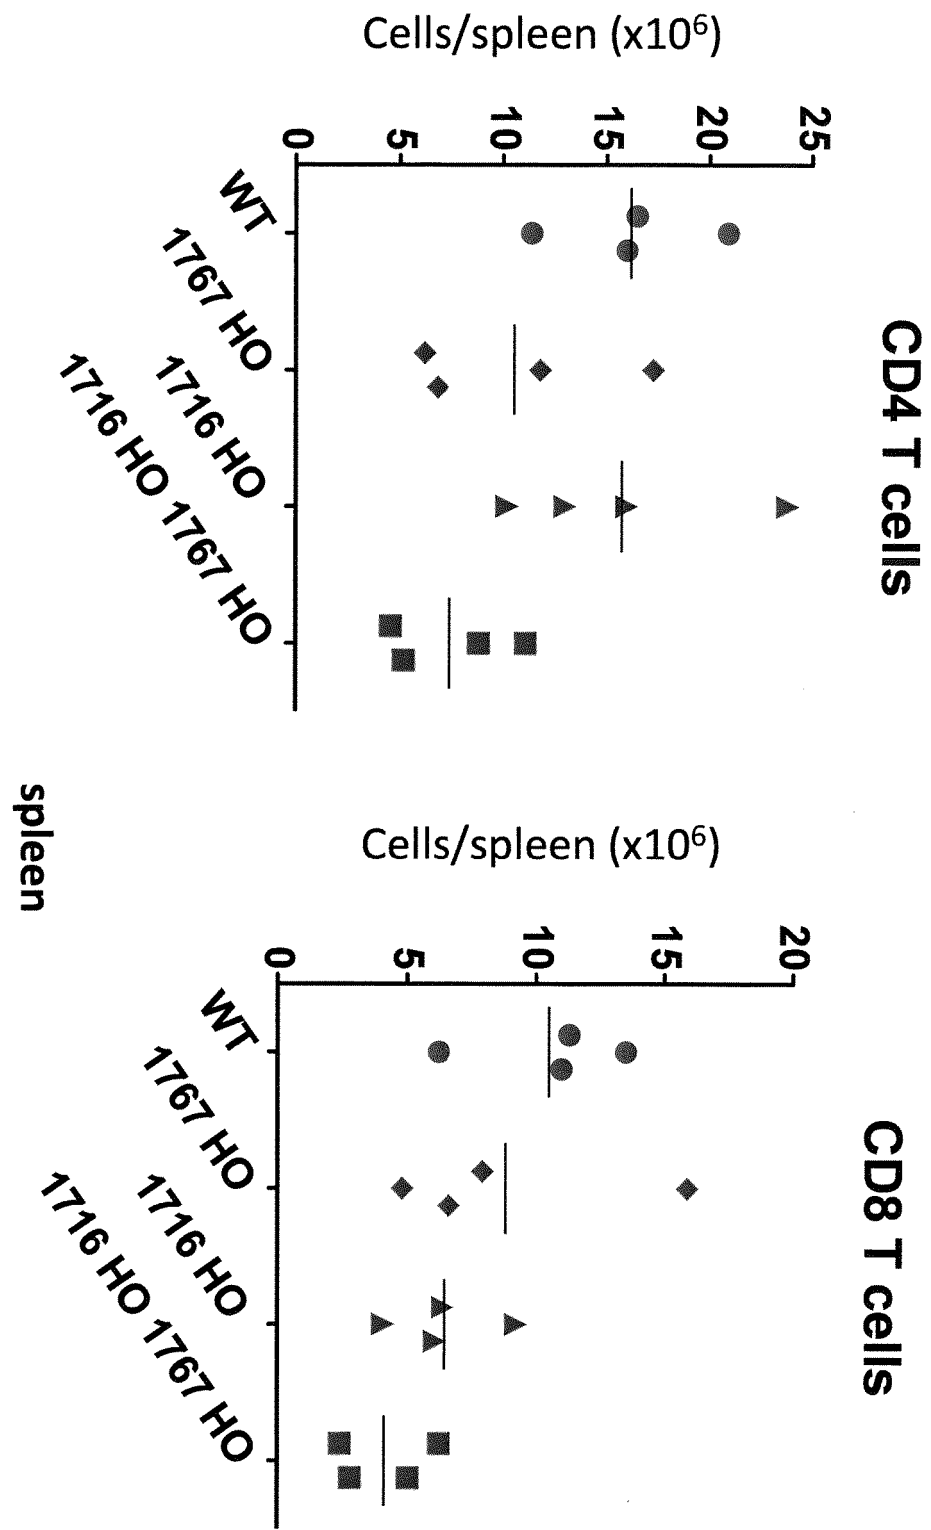 CD4 T cells
Cells/spleen (x10⁶)
25
20
15
10
5
0
WT
1767 HO
1716 HO
1716 HO 1767 HO
CD8 T cells
Cells/spleen (x10⁶)
20
15
10
5
0
WT
1767 HO
1716 HO
1716 HO 1767 HO
spleen